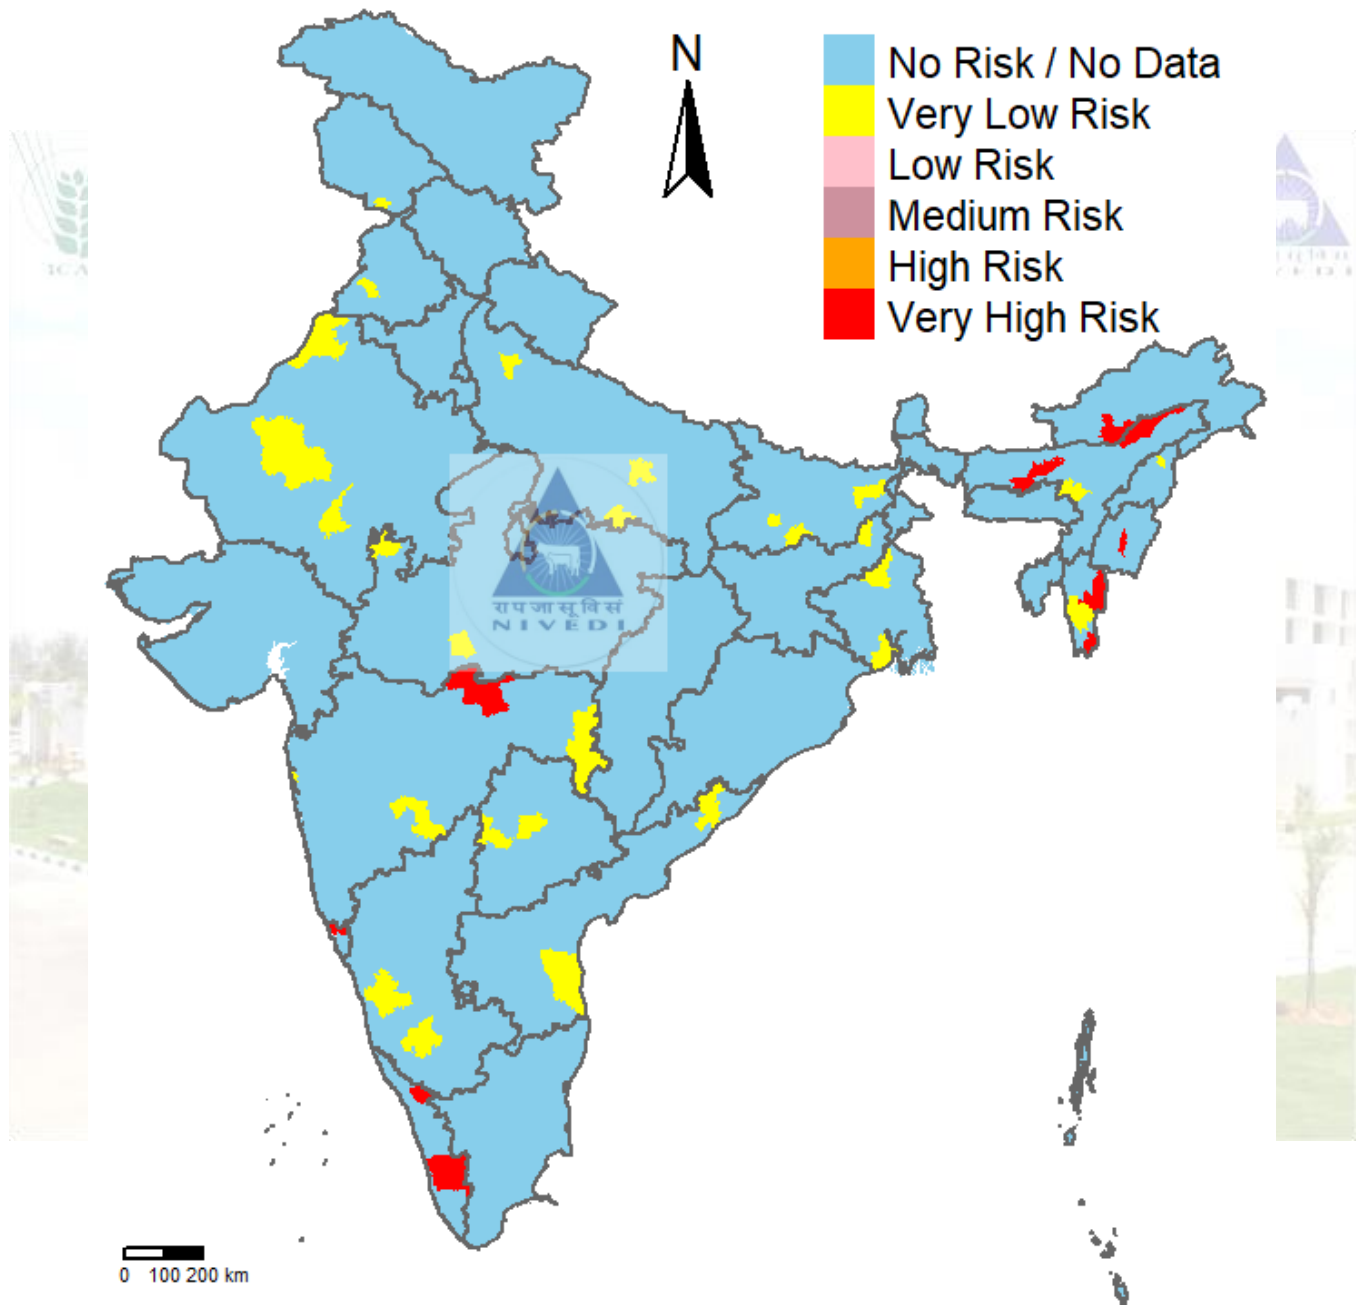 N
No Risk / No Data
Very Low Risk
Low Risk
Medium Risk
High Risk
Very High Risk
रापजासूविसं
NIVEDI
0 100 200 km